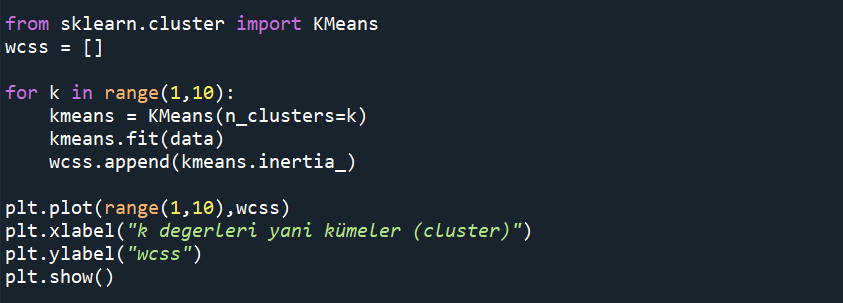 from sklearn.cluster import KMeans
wcss = []
for k in range(1,10):
    kmeans = KMeans(n_clusters=k)
    kmeans.fit(data)
    wcss.append(kmeans.inertia_)
plt.plot(range(1,10),wcss)
plt.xlabel("k degerleri yani kümeler (cluster)")
plt.ylabel("wcss")
plt.show()